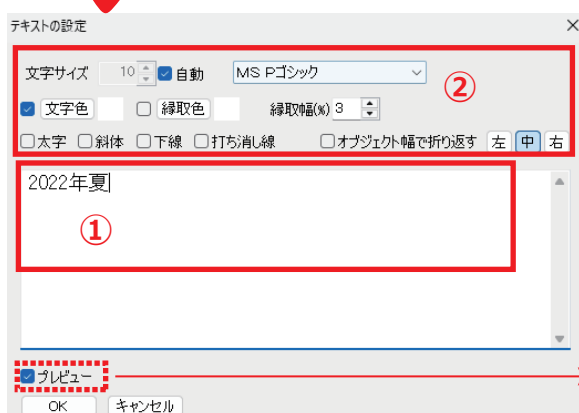 テキストの設定 ×
文字サイズ 10 自動 MS Pゴシック
②
文字色 縁取色 縁取幅(%) 3
太字 斜体 下線 打ち消し線 オブジェクト幅で折り返す 左 中 右
2022年夏
①
プレビュー
OK キャンセル